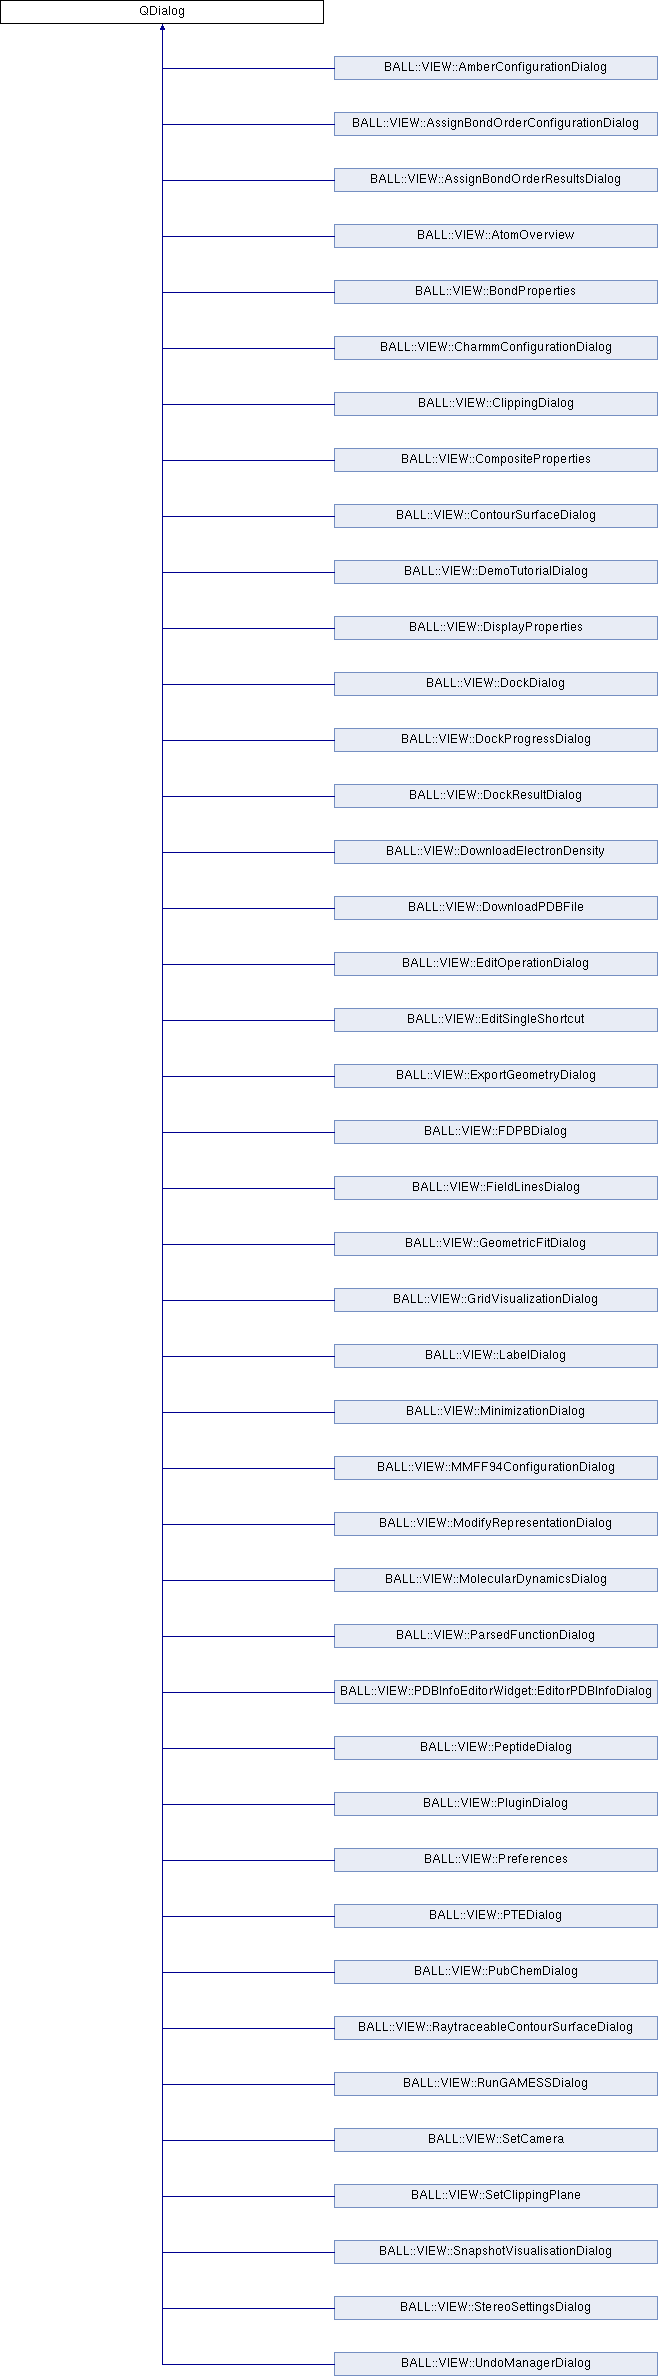 QDialog
BALL::VIEW::AmberConfigurationDialog
BALL::VIEW::AssignBondOrderConfigurationDialog
BALL::VIEW::AssignBondOrderResultsDialog
BALL::VIEW::AtomOverview
BALL::VIEW::BondProperties
BALL::VIEW::CharmmConfigurationDialog
BALL::VIEW::ClippingDialog
BALL::VIEW::CompositeProperties
BALL::VIEW::ContourSurfaceDialog
BALL::VIEW::DemoTutorialDialog
BALL::VIEW::DisplayProperties
BALL::VIEW::DockDialog
BALL::VIEW::DockProgressDialog
BALL::VIEW::DockResultDialog
BALL::VIEW::DownloadElectronDensity
BALL::VIEW::DownloadPDBFile
BALL::VIEW::EditOperationDialog
BALL::VIEW::EditSingleShortcut
BALL::VIEW::ExportGeometryDialog
BALL::VIEW::FDPBDialog
BALL::VIEW::FieldLinesDialog
BALL::VIEW::GeometricFitDialog
BALL::VIEW::GridVisualizationDialog
BALL::VIEW::LabelDialog
BALL::VIEW::MinimizationDialog
BALL::VIEW::MMFF94ConfigurationDialog
BALL::VIEW::ModifyRepresentationDialog
BALL::VIEW::MolecularDynamicsDialog
BALL::VIEW::ParsedFunctionDialog
BALL::VIEW::PDBInfoEditorWidget::EditorPDBInfoDialog
BALL::VIEW::PeptideDialog
BALL::VIEW::PluginDialog
BALL::VIEW::Preferences
BALL::VIEW::PTEDialog
BALL::VIEW::PubChemDialog
BALL::VIEW::RaytraceableContourSurfaceDialog
BALL::VIEW::RunGAMESSDialog
BALL::VIEW::SetCamera
BALL::VIEW::SetClippingPlane
BALL::VIEW::SnapshotVisualisationDialog
BALL::VIEW::StereoSettingsDialog
BALL::VIEW::UndoManagerDialog